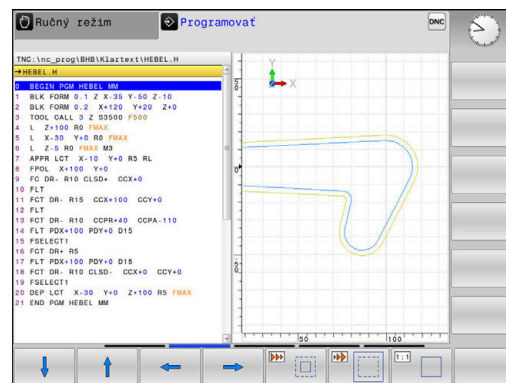 Ručný režim
Programovať
DNC
TNC:\nc_prog\BHB\Klartext\HEBEL.H
→HEBEL.H
0 BEGIN PGM HEBEL MM
1 BLK FORM 0.1 Z X-35 Y-50 Z-10
2 BLK FORM 0.2 X+120 Y+20 Z+0
3 TOOL CALL 3 Z S3500 F500
4 L Z+100 R0 FMAX
5 L X-30 Y+0 R0 FMAX
6 L Z-5 R0 FMAX M3
7 APPR LCT X-10 Y+0 R5 RL
8 FPOL X+100 Y+0
9 FC DR- R10 CLSD+ CCX+0
10 FLT
11 FCT DR- R15 CCX+100 CCY+0
12 FLT
13 FCT DR- R10 CCPR+40 CCPA-110
14 FLT PDX+100 PDY+0 D15
15 FSELECT1
16 FCT DR+ R5
17 FLT PDX+100 PDY+0 D15
18 FCT DR- R10 CLSD- CCX+0 CCY+0
19 FSELECT1
20 DEP LCT X-30 Y+0 Z+100 R5 FMAX
21 END PGM HEBEL MM
Y
X
50
0
-50
50
100
1:1